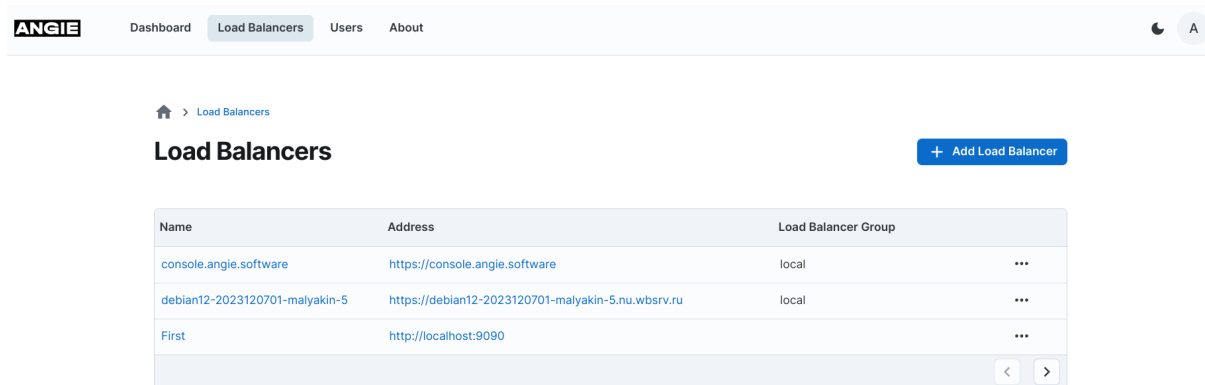 ANGIE Dashboard Load Balancers Users About A
Load Balancers
Load Balancers
+ Add Load Balancer
Name Address Load Balancer Group
console.angie.software https://console.angie.software local •••
debian12-2023120701-malyakin-5 https://debian12-2023120701-malyakin-5.nu.wbsrv.ru local •••
First http://localhost:9090 •••